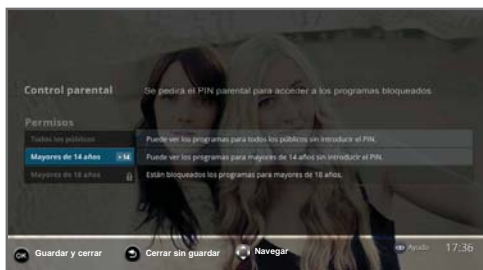 Control parental
Se pedirá el PIN parental para acceder a los programas bloqueados
Permisos
Todos los públicos
Puede ver los programas para todos los públicos sin introducir el PIN.
Mayores de 14 años +14
Puede ver los programas para mayores de 14 años sin introducir el PIN.
Mayores de 18 años
Están bloqueados los programas para mayores de 18 años.
OK Guardar y cerrar
Cerrar sin guardar
Navegar
Ayuda
17:36